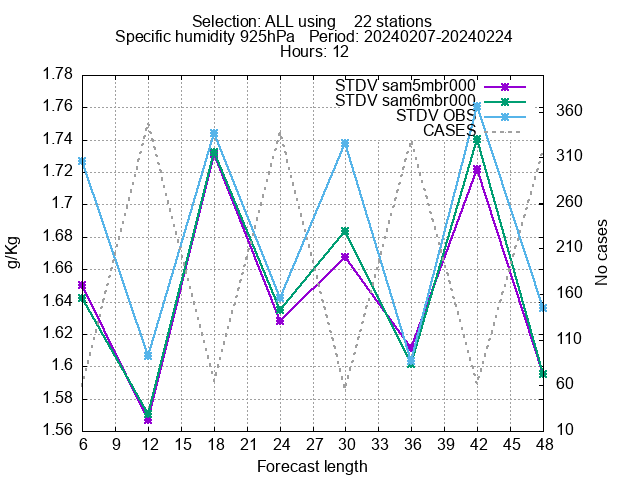 Selection: ALL using    22 stations
Specific humidity 925hPa   Period: 20240207-20240224
Hours: 12
STDV sam5mbr000
STDV sam6mbr000
STDV OBS
CASES
1.78
1.76
1.74
1.72
1.7
1.68
1.66
1.64
1.62
1.6
1.58
1.56
g/Kg
360
310
260
210
160
110
60
10
No cases
6 9 12 15 18 21 24 27 30 33 36 39 42 45 48
Forecast length